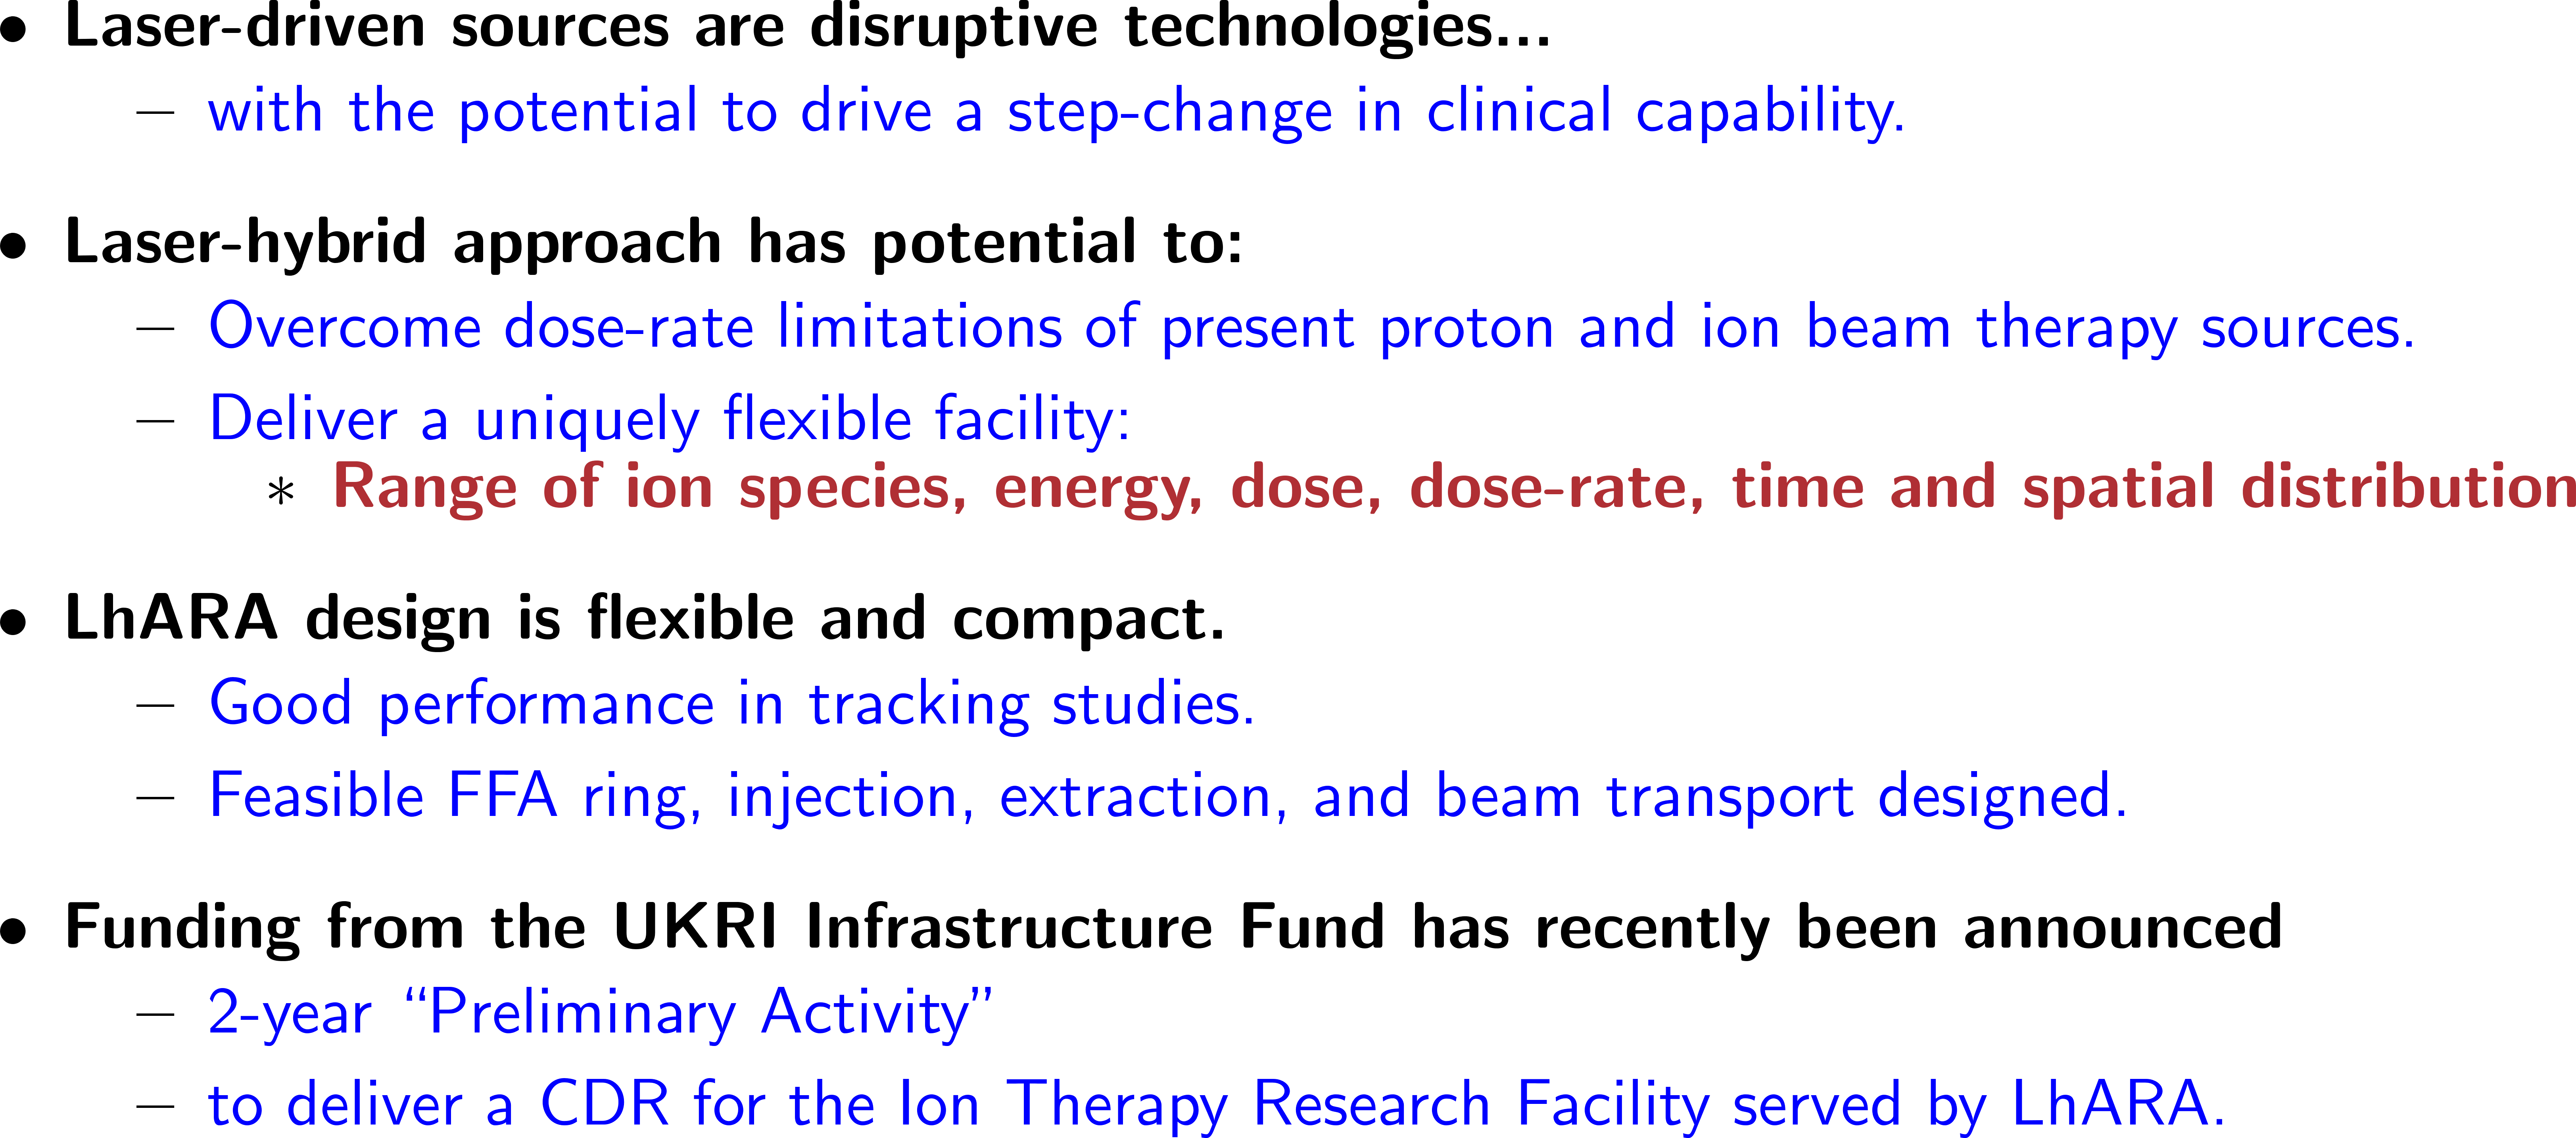 • Laser-driven sources are disruptive technologies...
– with the potential to drive a step-change in clinical capability.
• Laser-hybrid approach has potential to:
– Overcome dose-rate limitations of present proton and ion beam therapy sources.
– Deliver a uniquely flexible facility:
∗ Range of ion species, energy, dose, dose-rate, time and spatial distribution
• LhARA design is flexible and compact.
– Good performance in tracking studies.
– Feasible FFA ring, injection, extraction, and beam transport designed.
• Funding from the UKRI Infrastructure Fund has recently been announced
– 2-year “Preliminary Activity”
– to deliver a CDR for the Ion Therapy Research Facility served by LhARA.